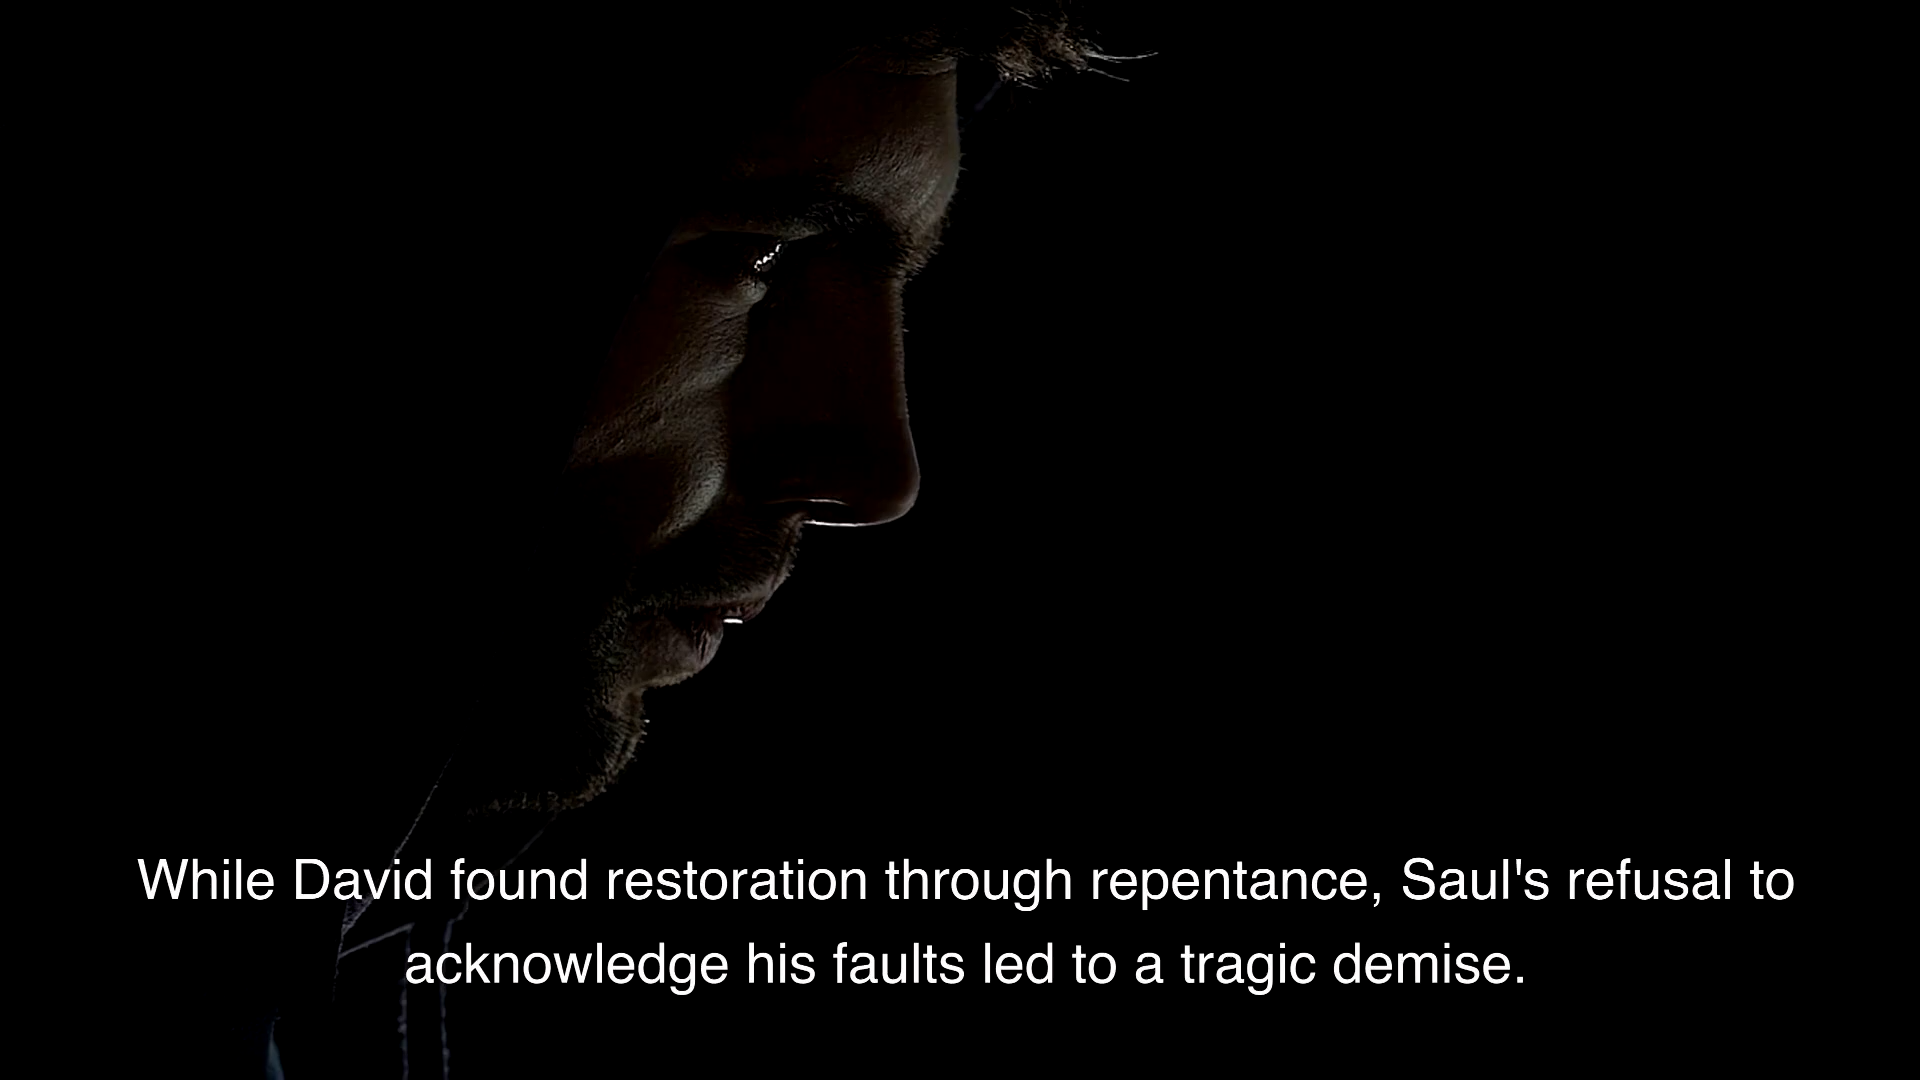 While David found restoration through repentance, Saul's refusal to
acknowledge his faults led to a tragic demise.